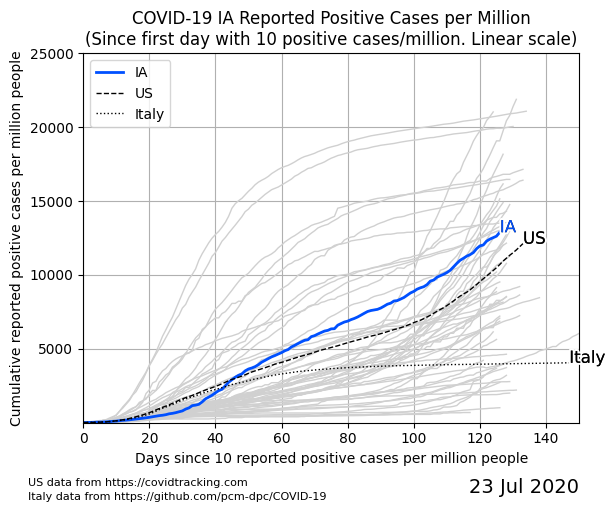 COVID-19 IA Reported Positive Cases per Million
(Since first day with 10 positive cases/million. Linear scale)
Cumulative reported positive cases per million people
25000
20000
15000
10000
5000
IA
US
Italy
IA
US
Italy
0 20 40 60 80 100 120 140
Days since 10 reported positive cases per million people
US data from https://covidtracking.com
Italy data from https://github.com/pcm-dpc/COVID-19
23 Jul 2020